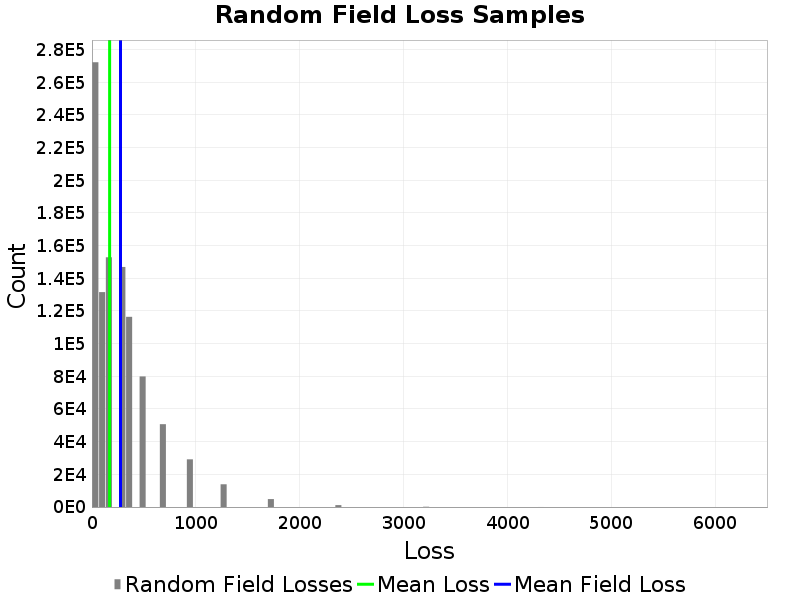 Random Field Loss Samples
2.8E5
2.6E5
2.4E5
2.2E5
2E5
1.8E5
1.6E5
1.4E5
1.2E5
1E5
8E4
6E4
4E4
2E4
0E0
Count
0 1000 2000 3000 4000 5000 6000
Loss
Random Field Losses Mean Loss Mean Field Loss